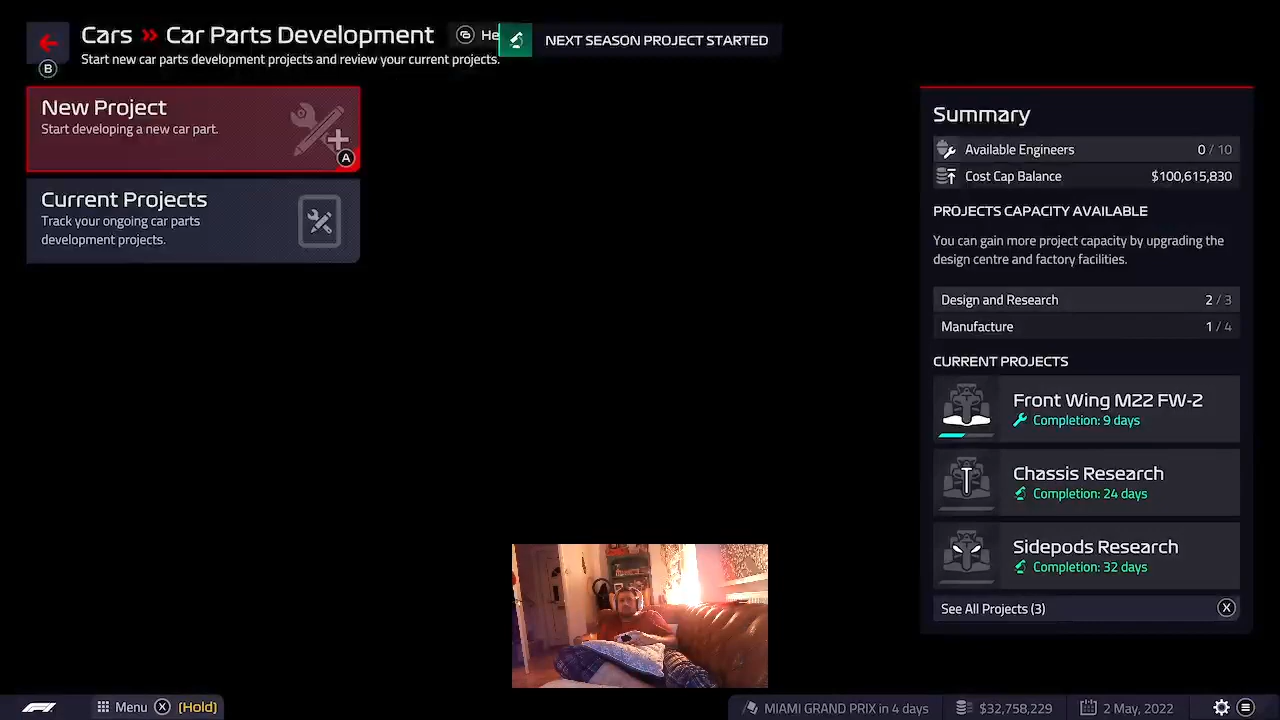 Cars » Car Parts Development
He
NEXT SEASON PROJECT STARTED
B
Start new car parts development projects and review your current projects.
New Project
Start developing a new car part.
A
Current Projects
Track your ongoing car parts
development projects.
Summary
Available Engineers 0 / 10
Cost Cap Balance $100,615,830
PROJECTS CAPACITY AVAILABLE
You can gain more project capacity by upgrading the
design centre and factory facilities.
Design and Research 2 / 3
Manufacture 1 / 4
CURRENT PROJECTS
Front Wing M22 FW-2
Completion: 9 days
Chassis Research
Completion: 24 days
Sidepods Research
Completion: 32 days
See All Projects (3) X
F1 Menu X (Hold) MIAMI GRAND PRIX in 4 days $32,758,229 2 May, 2022